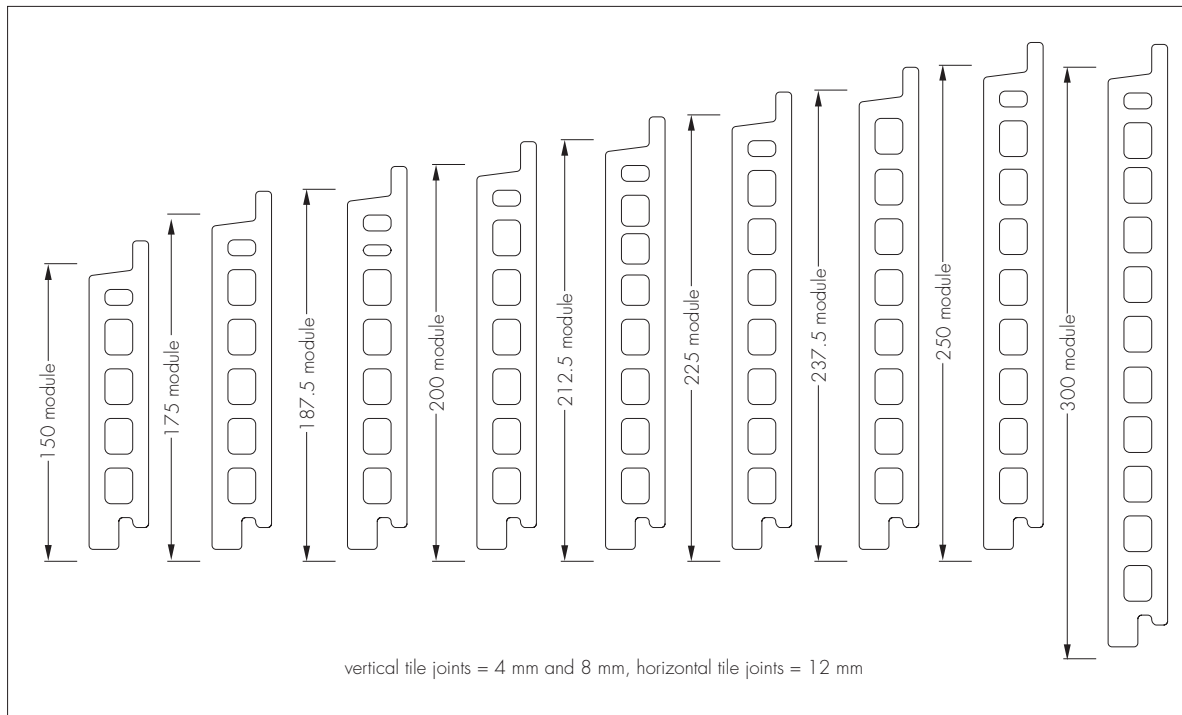 150 module
175 module
187.5 module
200 module
212.5 module
225 module
237.5 module
250 module
300 module
vertical tile joints = 4 mm and 8 mm, horizontal tile joints = 12 mm